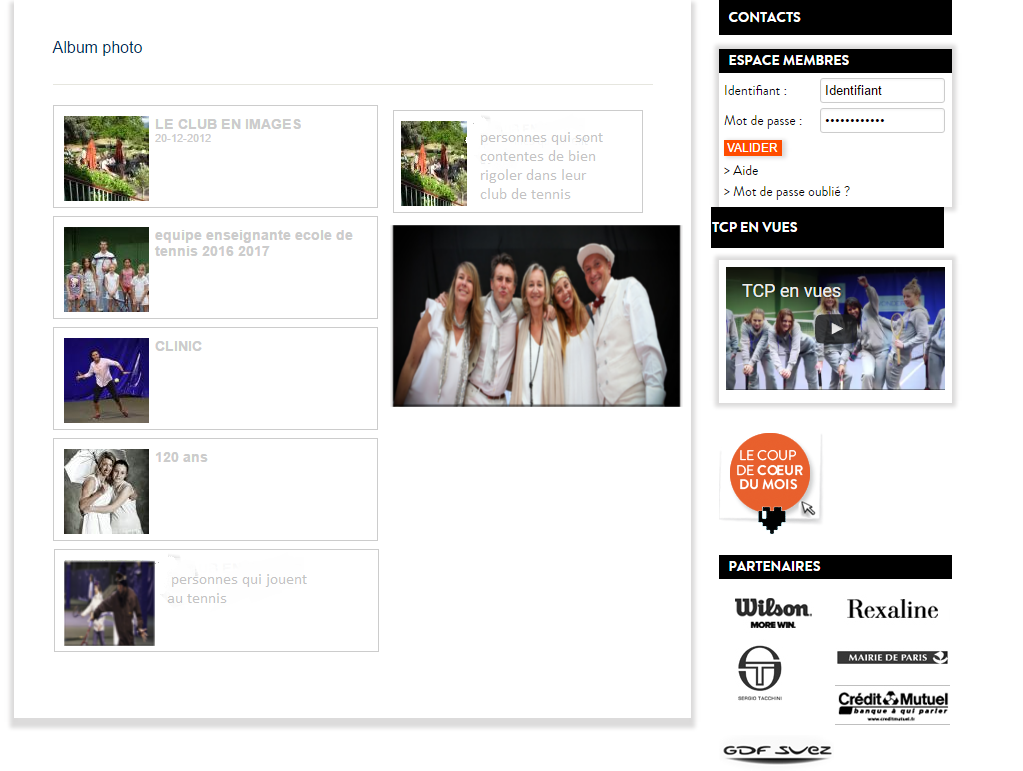 Album photo
LE CLUB EN IMAGES
20-12-2012
equipe enseignante ecole de
tennis 2016 2017
CLINIC
120 ans
personnes qui jouent
au tennis
personnes qui sont
contentes de bien
rigoler dans leur
club de tennis
CONTACTS
ESPACE MEMBRES
Identifiant : Identifiant
Mot de passe : ••••••••••••
VALIDER
> Aide
> Mot de passe oublié ?
TCP EN VUES
TCP en vues
LE COUP
DE CŒUR
DU MOIS
PARTENAIRES
Wilson.
MORE WIN.
Rexaline
SERGIO TACCHINI
MAIRIE DE PARIS
Crédit Mutuel
banque à qui parler
www.creditmutuel.fr
GDF SUEZ